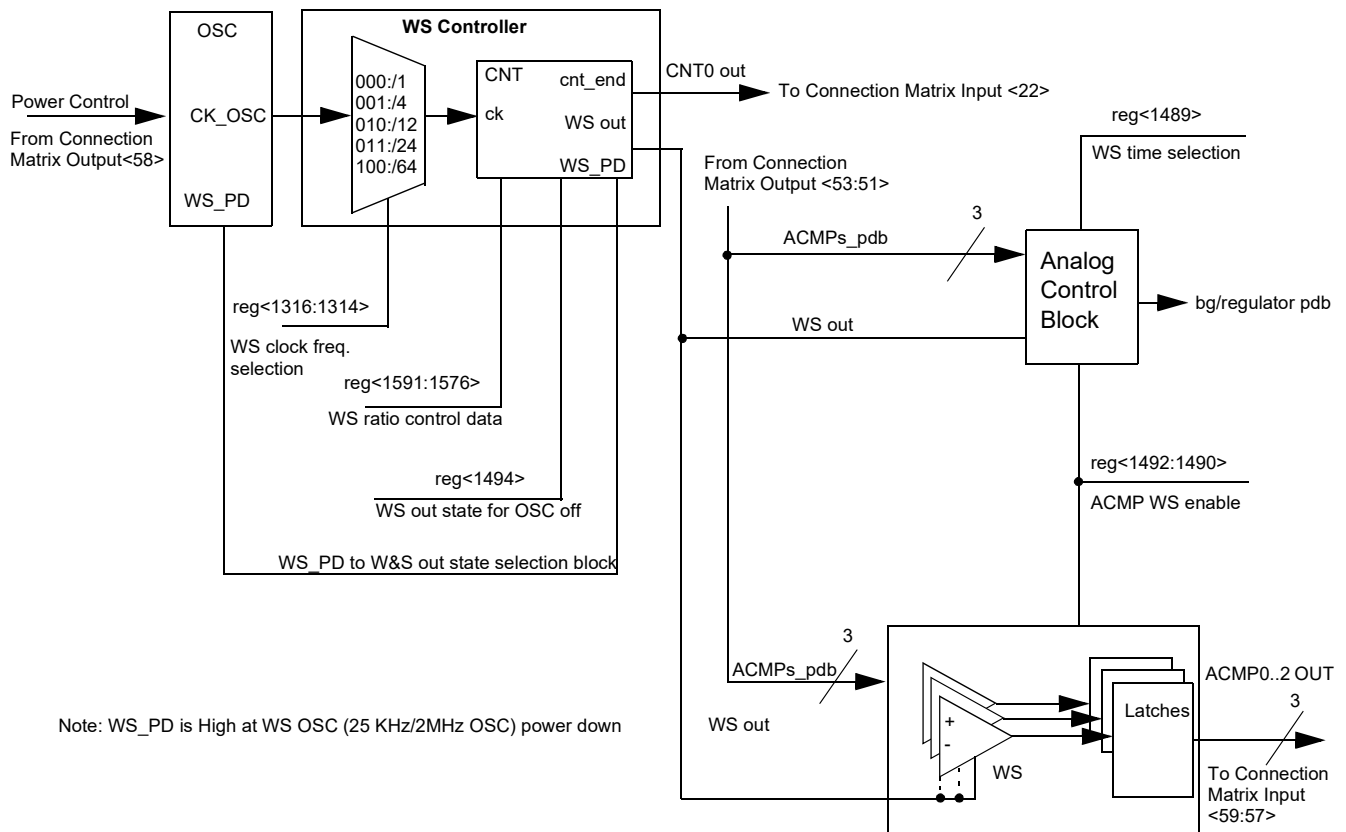 OSC
WS Controller
CNT
cnt_end
CNT0 out
000:/1
001:/4
010:/12
011:/24
100:/64
Power Control
CK_OSC
ck
WS out
To Connection Matrix Input <22>
From Connection
Matrix Output<58>
WS_PD
WS_PD
reg<1489>
WS time selection
From Connection
Matrix Output <53:51>
3
ACMPs_pdb
Analog
Control
Block
bg/regulator pdb
reg<1316:1314>
WS clock freq.
selection
WS out
reg<1591:1576>
WS ratio control data
reg<1494>
WS out state for OSC off
reg<1492:1490>
ACMP WS enable
WS_PD to W&S out state selection block
3
ACMPs_pdb
ACMP0..2 OUT
3
Latches
+
-
WS out
WS
Note: WS_PD is High at WS OSC (25 KHz/2MHz OSC) power down
To Connection
Matrix Input
<59:57>